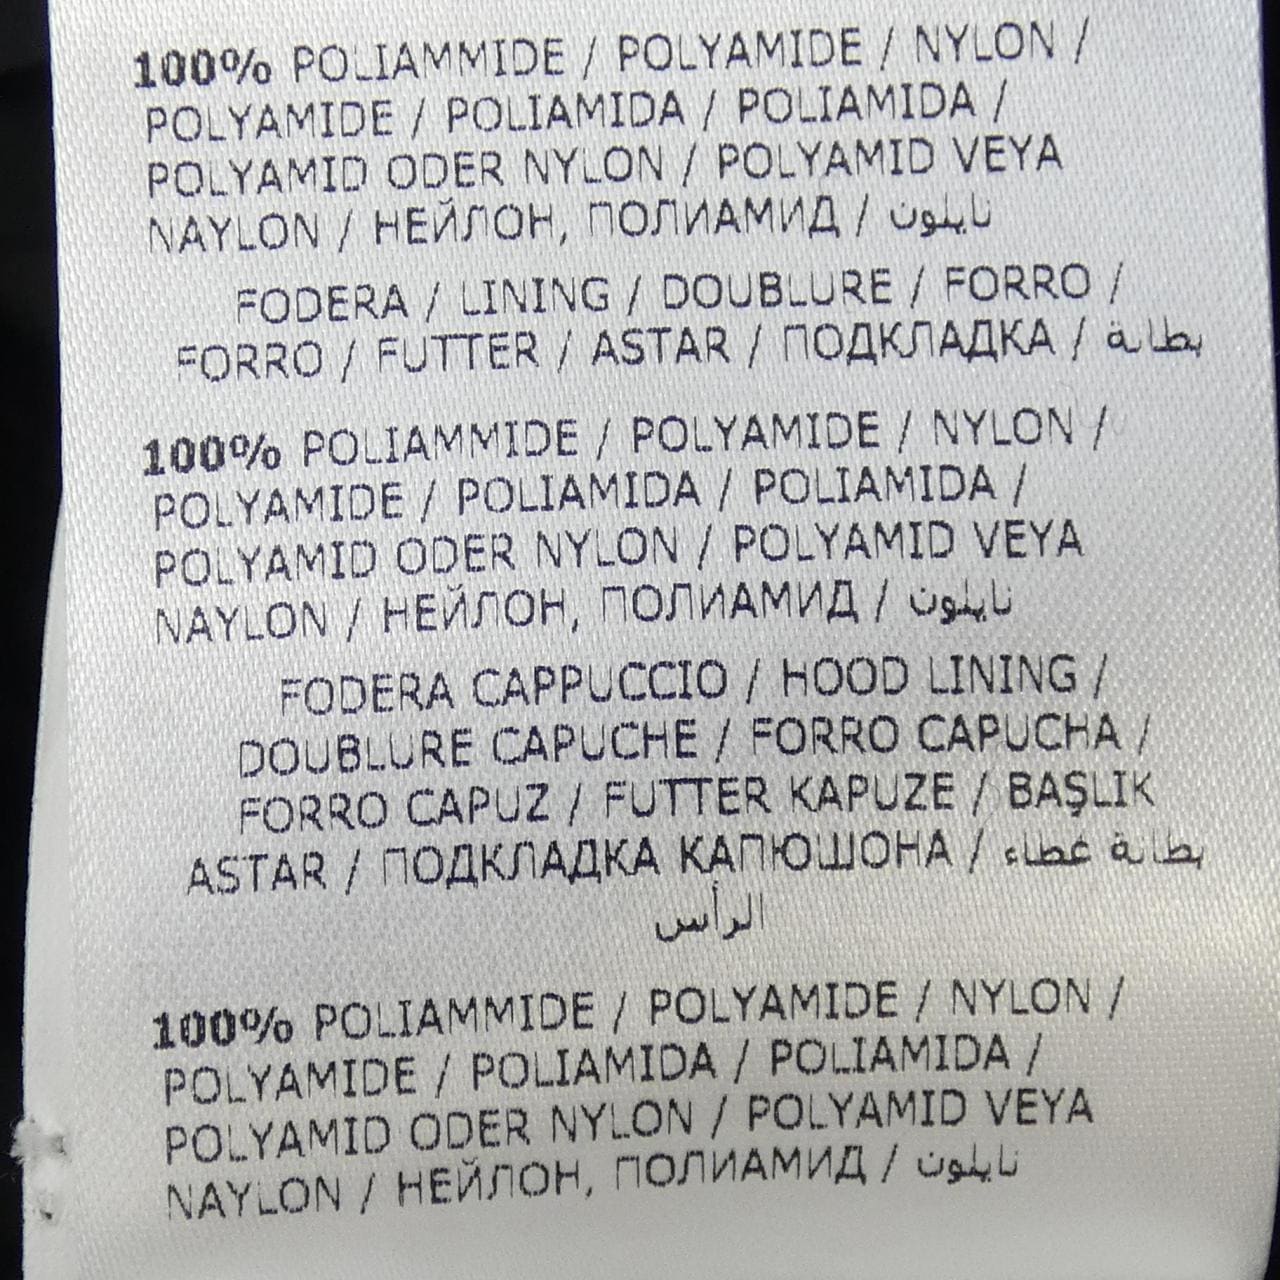 100% POLIAMMIDE / POLYAMIDE / NYLON /
POLYAMIDE / POLIAMIDA / POLIAMIDA /
POLYAMID ODER NYLON / POLYAMID VEYA
NAYLON / НЕЙЛОН, ПОЛИАМИД / نايلون
FODERA / LINING / DOUBLURE / FORRO /
FORRO / FUTTER / ASTAR / ПОДКЛАДКА / بطانة
100% POLIAMMIDE / POLYAMIDE / NYLON /
POLYAMIDE / POLIAMIDA / POLIAMIDA /
POLYAMID ODER NYLON / POLYAMID VEYA
NAYLON / НЕЙЛОН, ПОЛИАМИД / نايلون
FODERA CAPPUCCIO / HOOD LINING /
DOUBLURE CAPUCHE / FORRO CAPUCHA /
FORRO CAPUZ / FUTTER KAPUZE / BAŞLIK
ASTAR / ПОДКЛАДКА КАПЮШОНА / بطانة غطاء
الرأس
100% POLIAMMIDE / POLYAMIDE / NYLON /
POLYAMIDE / POLIAMIDA / POLIAMIDA /
POLYAMID ODER NYLON / POLYAMID VEYA
NAYLON / НЕЙЛОН, ПОЛИАМИД / نايلون